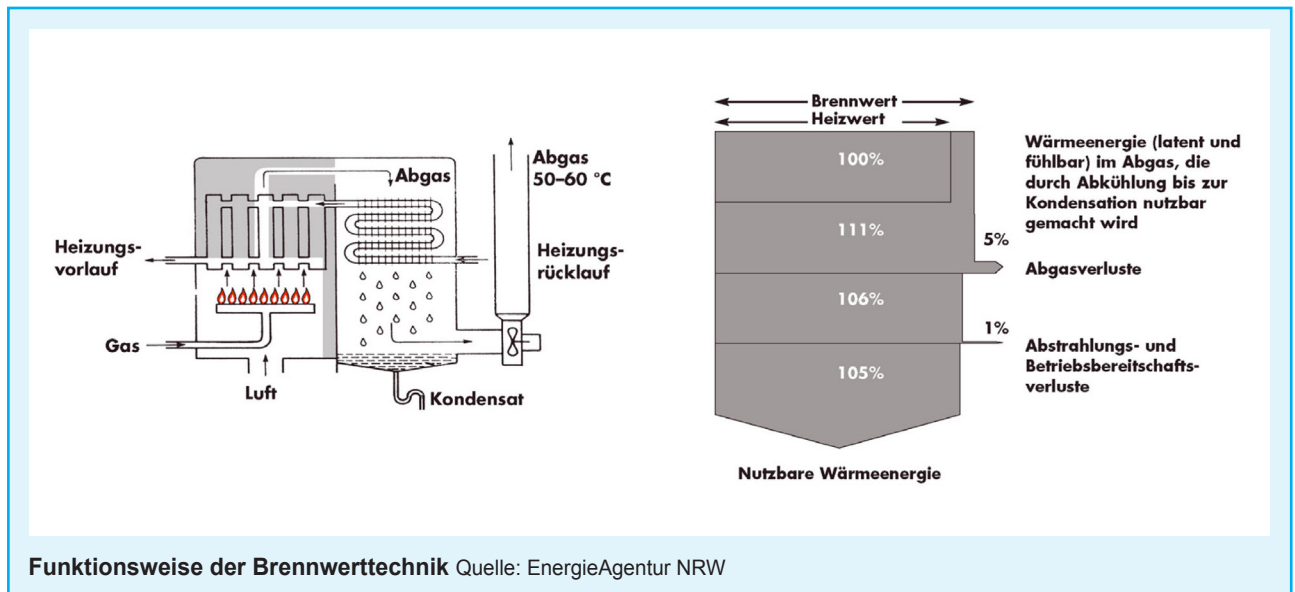 Abgas
Abgas
50–60 °C
Heizungs-
vorlauf
Heizungs-
rücklauf
Gas
Luft
Kondensat
Brennwert
Heizwert
100%
Wärmeenergie (latent und
fühlbar) im Abgas, die
durch Abkühlung bis zur
Kondensation nutzbar
gemacht wird
111%
5%
Abgasverluste
106%
1%
Abstrahlungs- und
Betriebsbereitschafts-
verluste
105%
Nutzbare Wärmeenergie
Funktionsweise der Brennwerttechnik Quelle: EnergieAgentur NRW